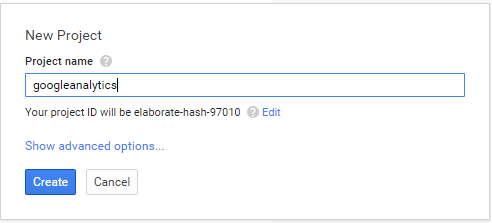 New Project
Project name ?
googleanalytics
Your project ID will be elaborate-hash-97010 ? Edit
Show advanced options...
Create Cancel